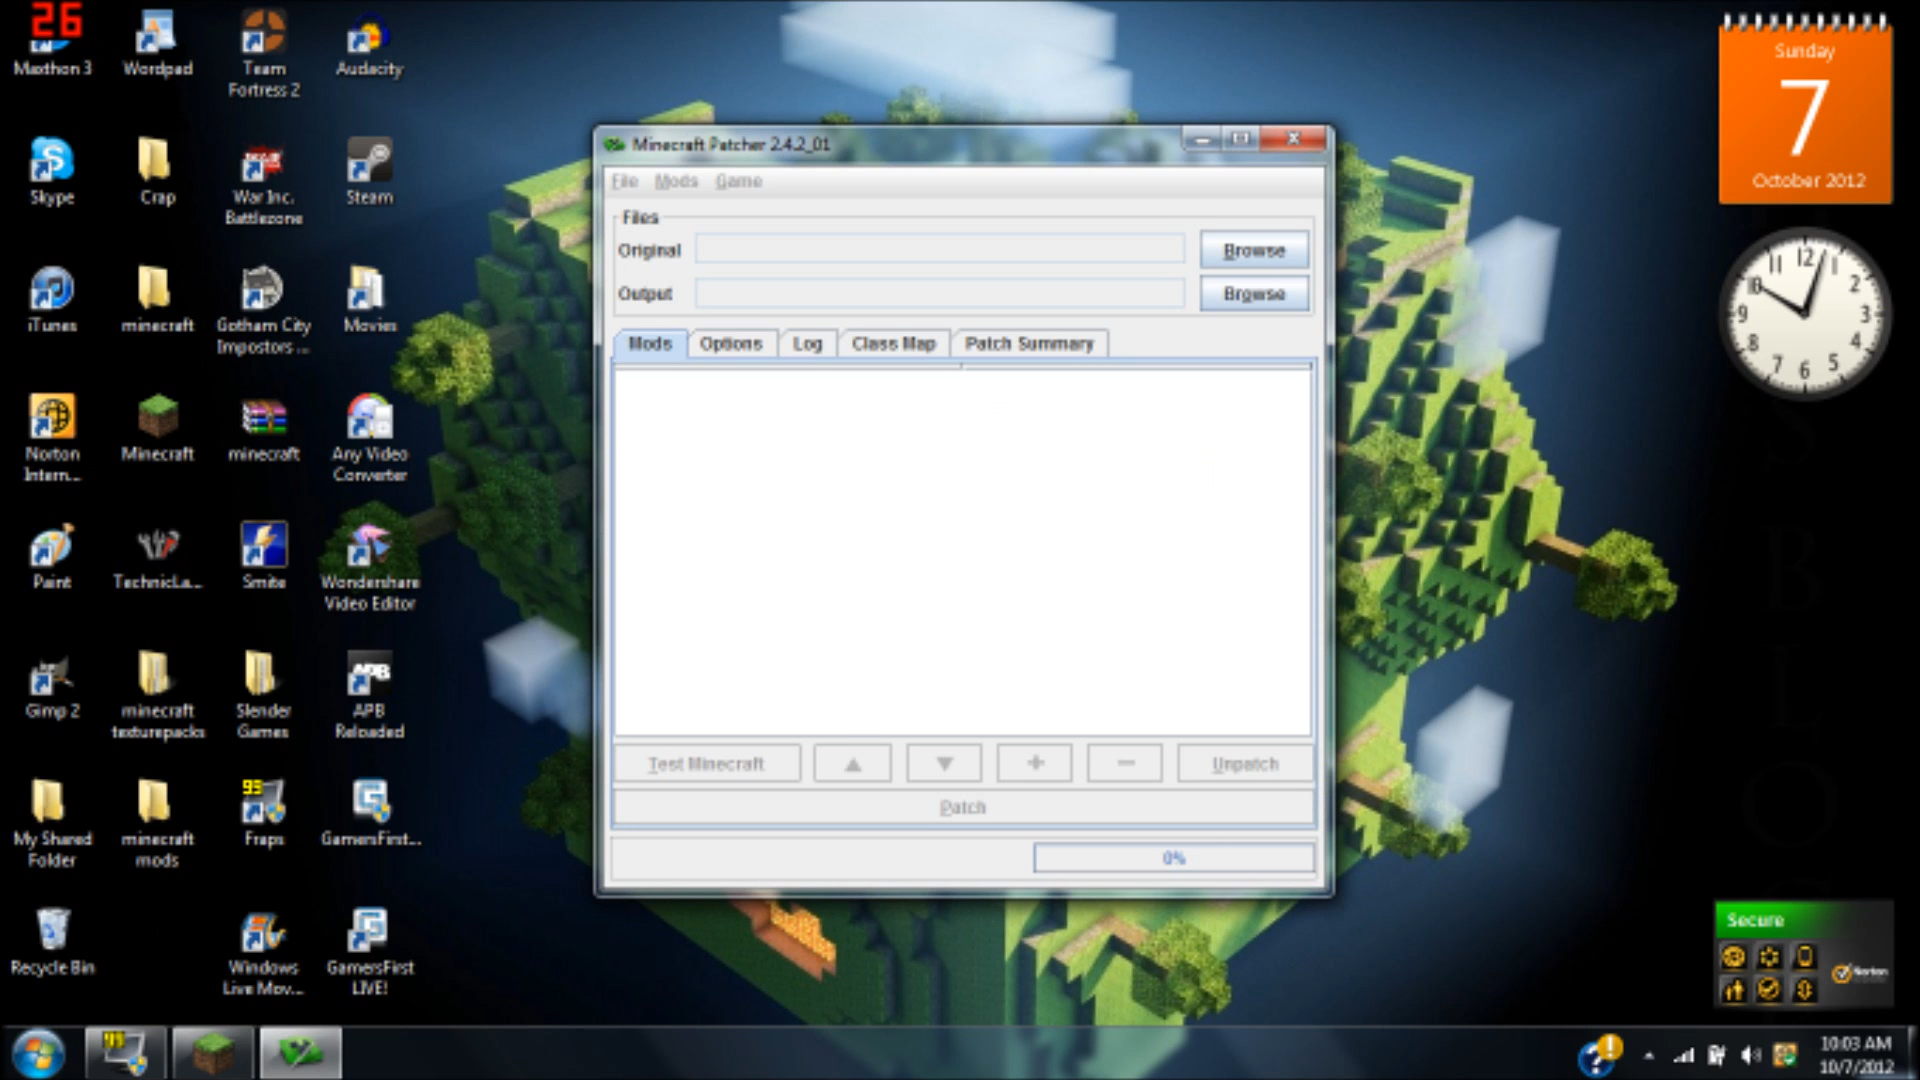 26
Maxthon 3
Wordpad
Team
Fortress 2
Audacity
Skype
Crap
War Inc.
Battlezone
Steam
iTunes
minecraft
Gotham City
Impostors ...
Movies
Norton
Intern...
Minecraft
minecraft
Any Video
Converter
Paint
TechnicLa...
Smite
Wondershare
Video Editor
Gimp 2
minecraft
texturepacks
Slender
Games
APB
APB
Reloaded
My Shared
Folder
minecraft
mods
99
Fraps
GamersFirst...
Recycle Bin
Windows
Live Mov...
GamersFirst
LIVE!
Minecraft Patcher 2.4.2_01
File Mods Game
Files
Original Browse
Output Browse
Mods Options Log Class Map Patch Summary
Test Minecraft + − Unpatch
Patch
0%
Sunday
7
October 2012
12 1 2 3 4 5 6 7 8 9 10 11
S
B
L
O
G
Secure
Norton
99
10:03 AM
10/7/2012